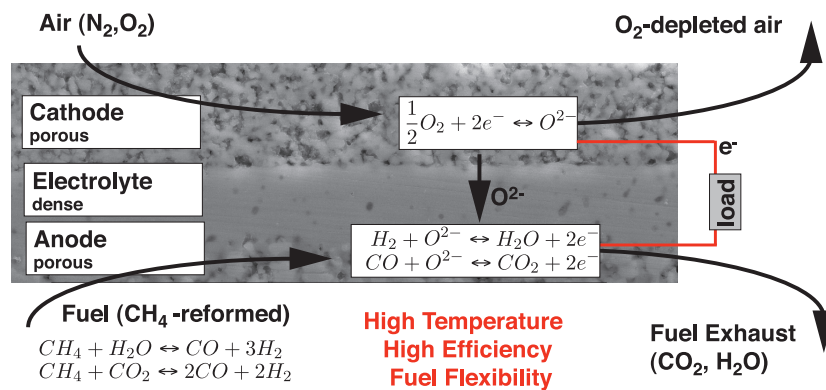 Air (N₂,O₂)
O₂-depleted air
Cathode
porous
1/2 O₂ + 2e⁻ ↔ O²⁻
e⁻
Electrolyte
dense
O²⁻
load
Anode
porous
H₂ + O²⁻ ↔ H₂O + 2e⁻
CO + O²⁻ ↔ CO₂ + 2e⁻
Fuel (CH₄-reformed)
CH₄ + H₂O ↔ CO + 3H₂
CH₄ + CO₂ ↔ 2CO + 2H₂
High Temperature
High Efficiency
Fuel Flexibility
Fuel Exhaust
(CO₂, H₂O)